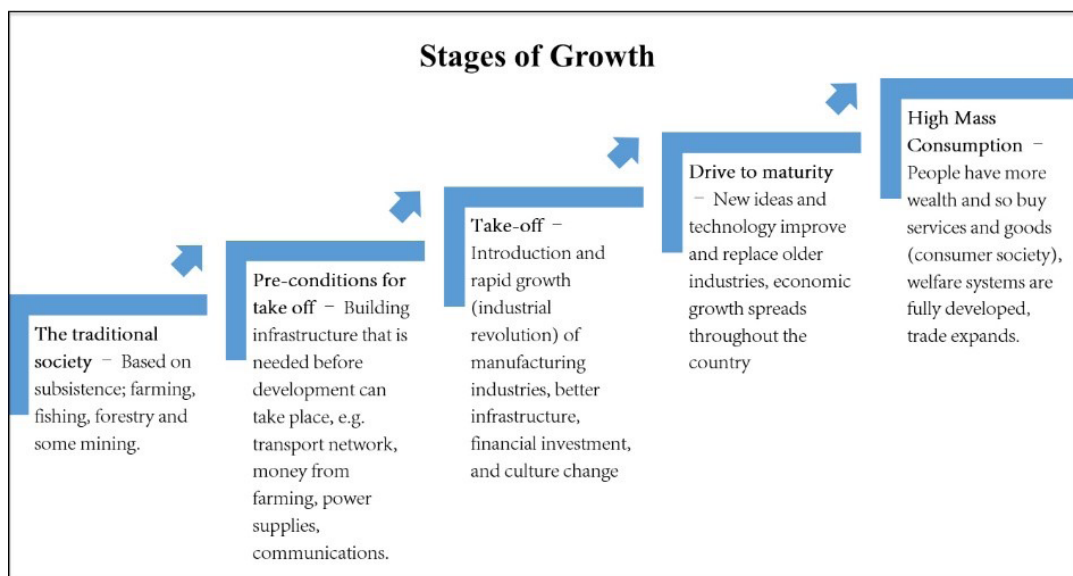 Stages of Growth
The traditional
society – Based on
subsistence; farming,
fishing, forestry and
some mining.
Pre-conditions for
take off – Building
infrastructure that is
needed before
development can
take place, e.g.
transport network,
money from
farming, power
supplies,
communications.
Take-off –
Introduction and
rapid growth
(industrial
revolution) of
manufacturing
industries, better
infrastructure,
financial investment,
and culture change
Drive to maturity
– New ideas and
technology improve
and replace older
industries, economic
growth spreads
throughout the
country
High Mass
Consumption –
People have more
wealth and so buy
services and goods
(consumer society),
welfare systems are
fully developed,
trade expands.